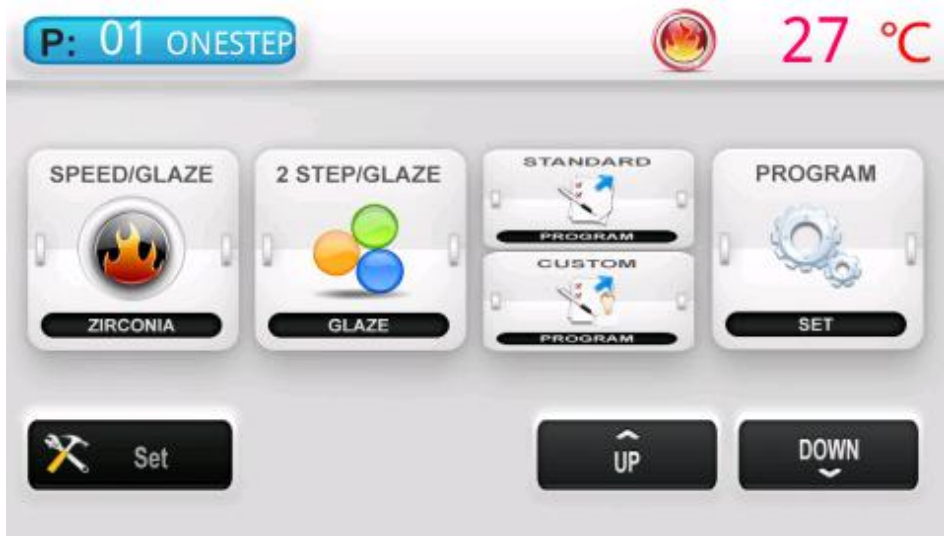 P: 01 ONESTEP
27 °C
SPEED/GLAZE
ZIRCONIA
2 STEP/GLAZE
GLAZE
STANDARD
PROGRAM
CUSTOM
PROGRAM
PROGRAM
SET
Set
UP
DOWN